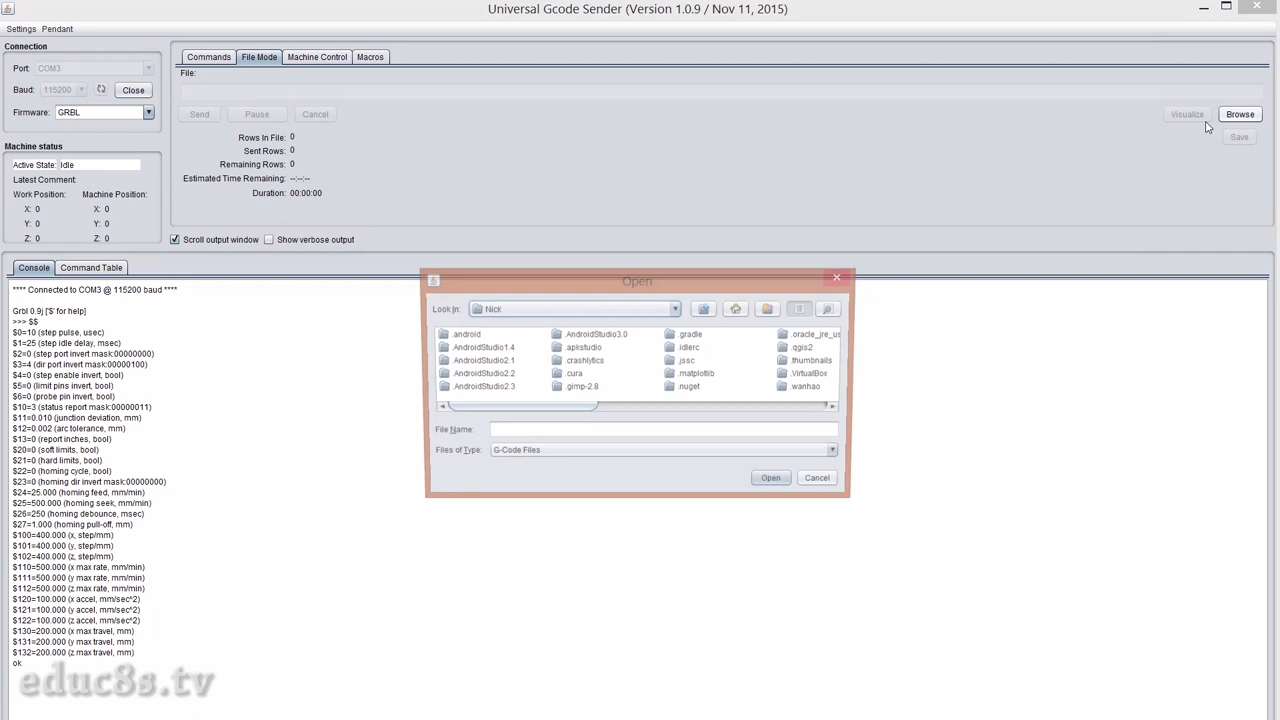 Universal Gcode Sender (Version 1.0.9 / Nov 11, 2015)
Settings Pendant
Connection
Port: COM3
Baud: 115200 Close
Firmware: GRBL
Machine status
Active State: Idle
Latest Comment:
Work Position: Machine Position:
X: 0 X: 0
Y: 0 Y: 0
Z: 0 Z: 0
Commands File Mode Machine Control Macros
File:
Send Pause Cancel Visualize Browse
Save
Rows In File: 0
Sent Rows: 0
Remaining Rows: 0
Estimated Time Remaining: --:--:--
Duration: 00:00:00
Scroll output window Show verbose output
Console Command Table
**** Connected to COM3 @ 115200 baud ****
Grbl 0.9j ['$' for help]
>>> $$
$0=10 (step pulse, usec)
$1=25 (step idle delay, msec)
$2=0 (step port invert mask:00000000)
$3=4 (dir port invert mask:00000100)
$4=0 (step enable invert, bool)
$5=0 (limit pins invert, bool)
$6=0 (probe pin invert, bool)
$10=3 (status report mask:00000011)
$11=0.010 (junction deviation, mm)
$12=0.002 (arc tolerance, mm)
$13=0 (report inches, bool)
$20=0 (soft limits, bool)
$21=0 (hard limits, bool)
$22=0 (homing cycle, bool)
$23=0 (homing dir invert mask:00000000)
$24=25.000 (homing feed, mm/min)
$25=500.000 (homing seek, mm/min)
$26=250 (homing debounce, msec)
$27=1.000 (homing pull-off, mm)
$100=400.000 (x, step/mm)
$101=400.000 (y, step/mm)
$102=400.000 (z, step/mm)
$110=500.000 (x max rate, mm/min)
$111=500.000 (y max rate, mm/min)
$112=500.000 (z max rate, mm/min)
$120=100.000 (x accel, mm/sec^2)
$121=100.000 (y accel, mm/sec^2)
$122=100.000 (z accel, mm/sec^2)
$130=200.000 (x max travel, mm)
$131=200.000 (y max travel, mm)
$132=200.000 (z max travel, mm)
ok
Open
Look In: Nick
.android AndroidStudio3.0 .gradle .oracle_jre_us
.AndroidStudio1.4 .apkstudio .idlerc .qgis2
.AndroidStudio2.1 .crashlytics .jssc .thumbnails
.AndroidStudio2.2 .cura .matplotlib .VirtualBox
.AndroidStudio2.3 .gimp-2.8 .nuget .wanhao
File Name:
Files of Type: G-Code Files
Open Cancel
educ8s.tv